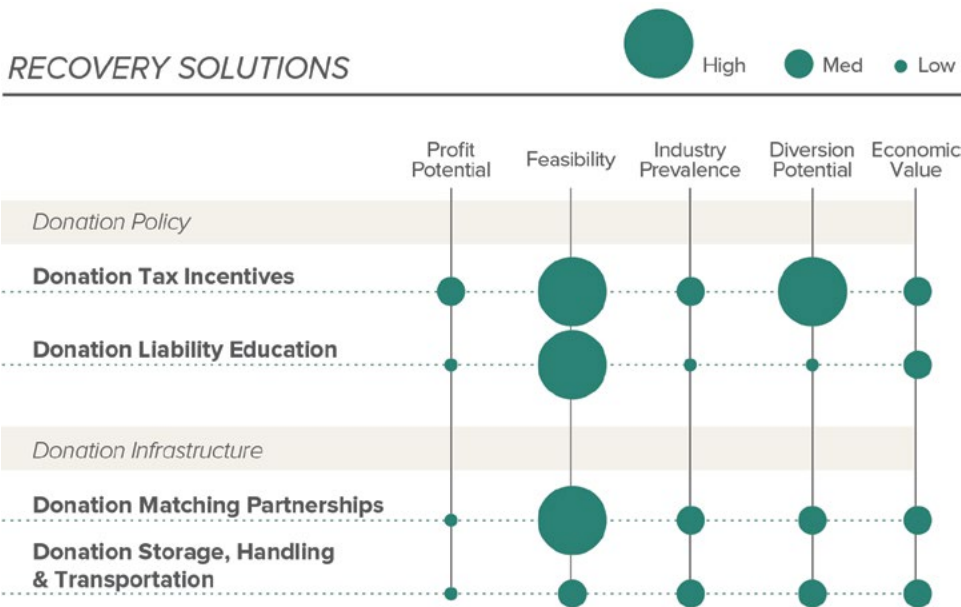 RECOVERY SOLUTIONS
High
Med
Low
Profit
Potential
Feasibility
Industry
Prevalence
Diversion
Potential
Economic
Value
Donation Policy
Donation Tax Incentives
Donation Liability Education
Donation Infrastructure
Donation Matching Partnerships
Donation Storage, Handling
& Transportation